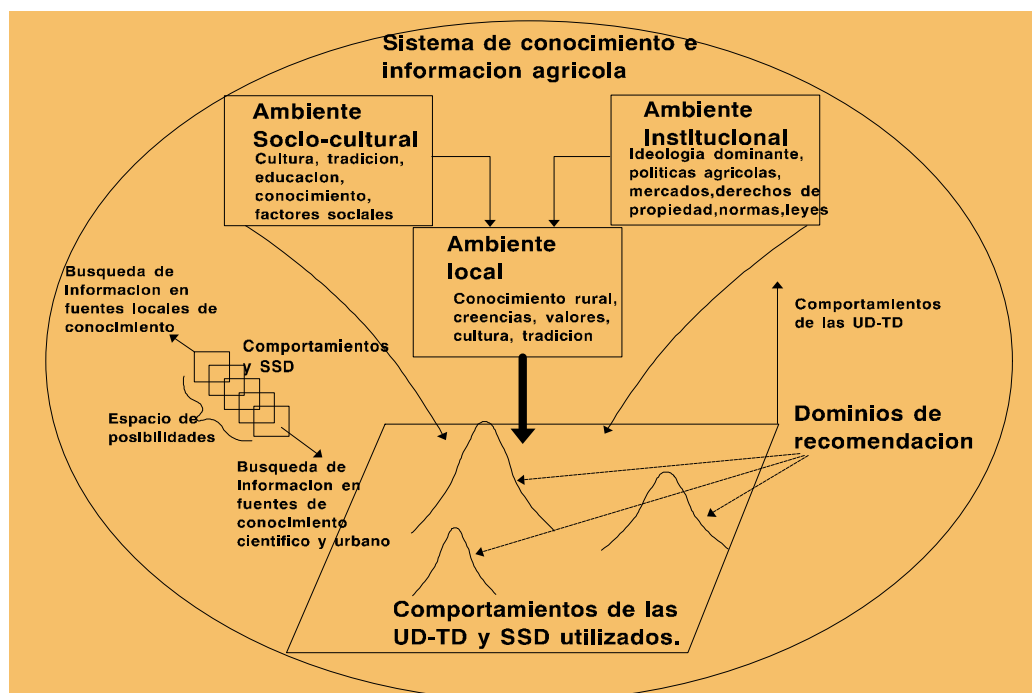 Sistema de conocimiento e
informacion agricola
Ambiente
Socio-cultural
Cultura, tradicion,
educacion,
conocimiento,
factores sociales
Ambiente
Institucional
Ideologia dominante,
politicas agricolas,
mercados,derechos de
propiedad,normas,leyes
Ambiente
local
Conocimiento rural,
creencias, valores,
cultura, tradicion
Busqueda de
Informacion en
fuentes locales de
conocimiento
Comportamientos
y SSD
Espacio de
posibilidades
Busqueda de
Informacion en
fuentes de
conocimiento
cientifico y urbano
Comportamientos
de las UD-TD
Dominios de
recomendacion
Comportamientos de las
UD-TD y SSD utilizados.